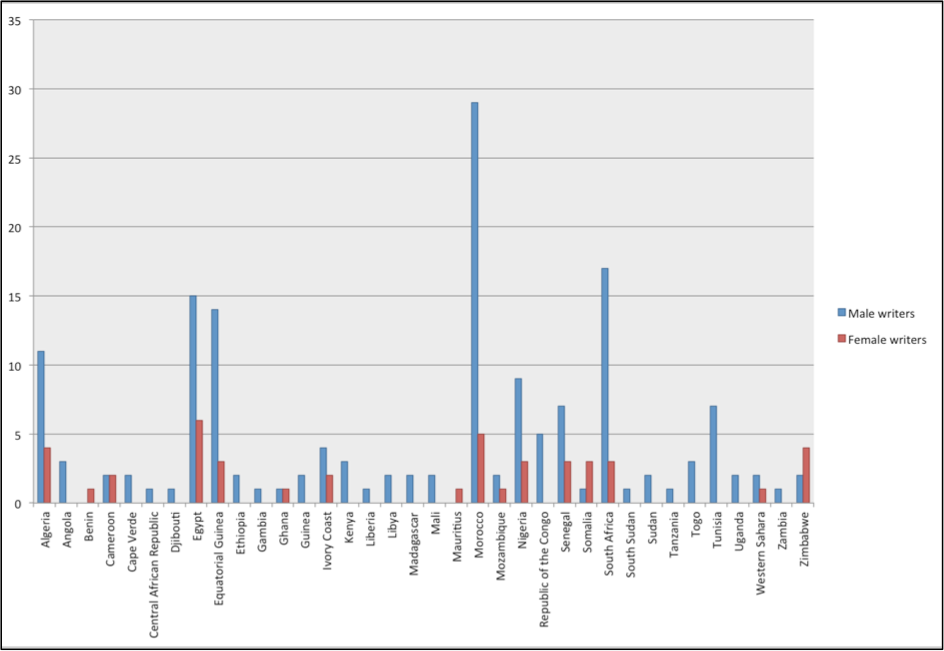 35
30
25
20
15
10
5
0
Algeria
Angola
Benin
Cameroon
Cape Verde
Central African Republic
Djibouti
Egypt
Equatorial Guinea
Ethiopia
Gambia
Ghana
Guinea
Ivory Coast
Kenya
Liberia
Libya
Madagascar
Mali
Mauritius
Morocco
Mozambique
Nigeria
Republic of the Congo
Senegal
Somalia
South Africa
South Sudan
Sudan
Tanzania
Togo
Tunisia
Uganda
Western Sahara
Zambia
Zimbabwe
Male writers
Female writers